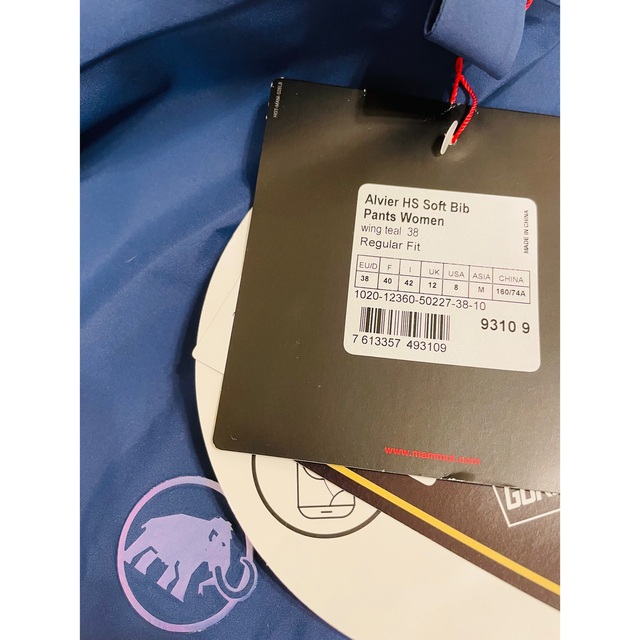 Alvier HS Soft Bib
Pants Women
wing teal 38
Regular Fit
MADE IN CHINA
EU/D F I UK USA ASIA CHINA
38 40 42 12 8 M 160/74A
1020-12360-50227-38-10
9310 9
7 613357 493109